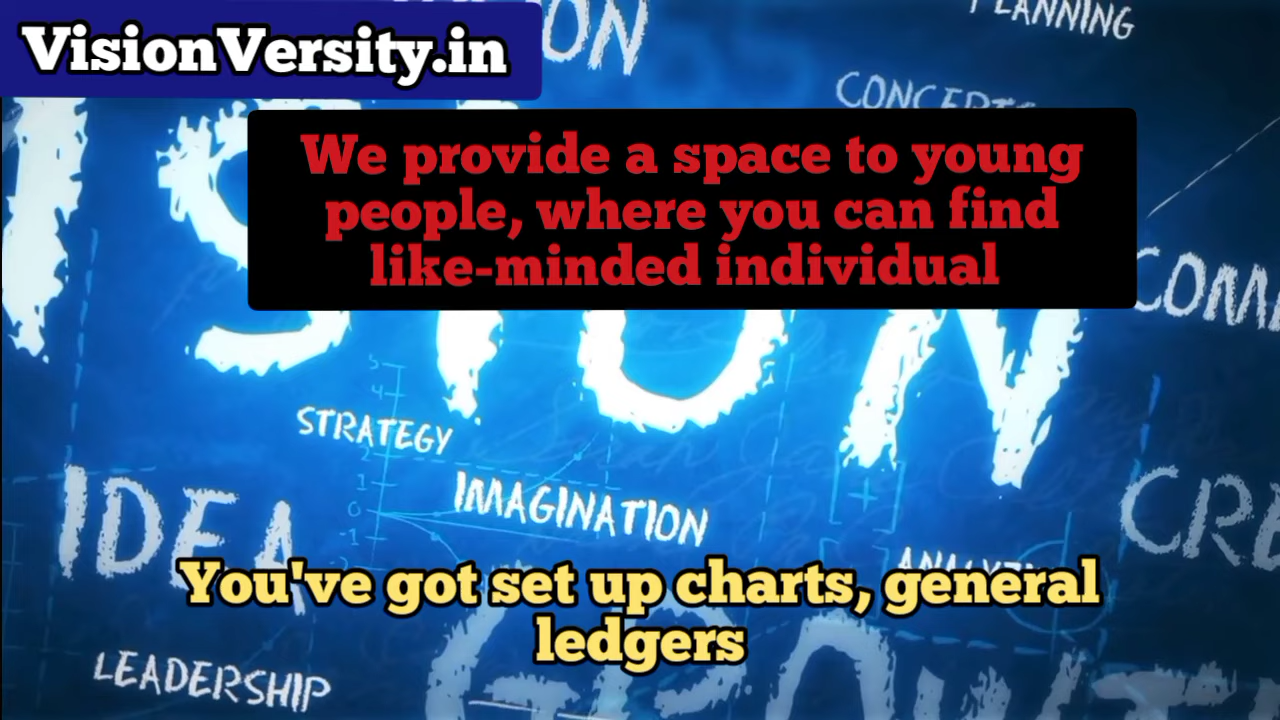 VisionVersity.in
PLANNING
We provide a space to young
people, where you can find
like-minded individual
STRATEGY
IMAGINATION
IDEA
You've got set up charts, general
ledgers
LEADERSHIP